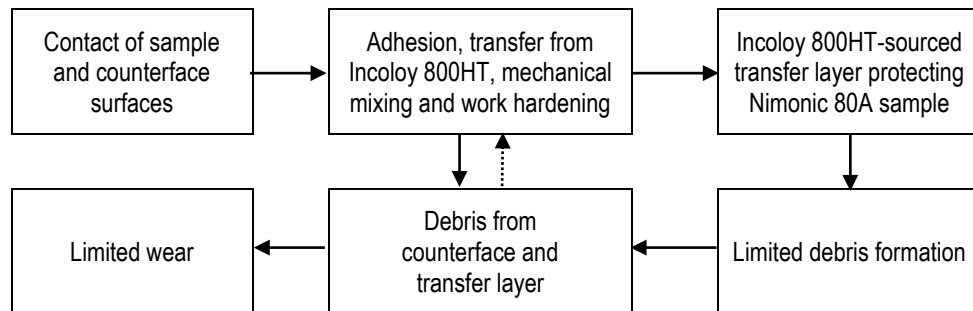 Contact of sample
and counterface
surfaces
Adhesion, transfer from
Incoloy 800HT, mechanical
mixing and work hardening
Incoloy 800HT-sourced
transfer layer protecting
Nimonic 80A sample
Limited wear
Debris from
counterface and
transfer layer
Limited debris formation